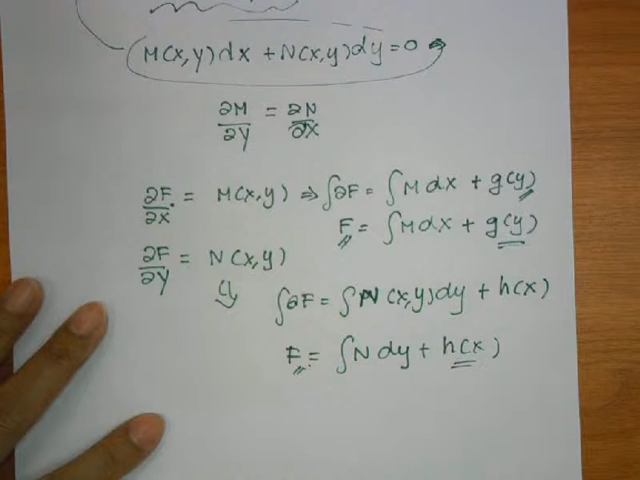 M(x,y)dx + N(x,y)dy = 0
∂M/∂y = ∂N/∂x
∂F/∂x = M(x,y) ⇒ ∫∂F = ∫M dx + g(y)
F = ∫M dx + g(y)
∂F/∂y = N(x,y)
⇓ ∫∂F = ∫N(x,y)dy + h(x)
F = ∫N dy + h(x)